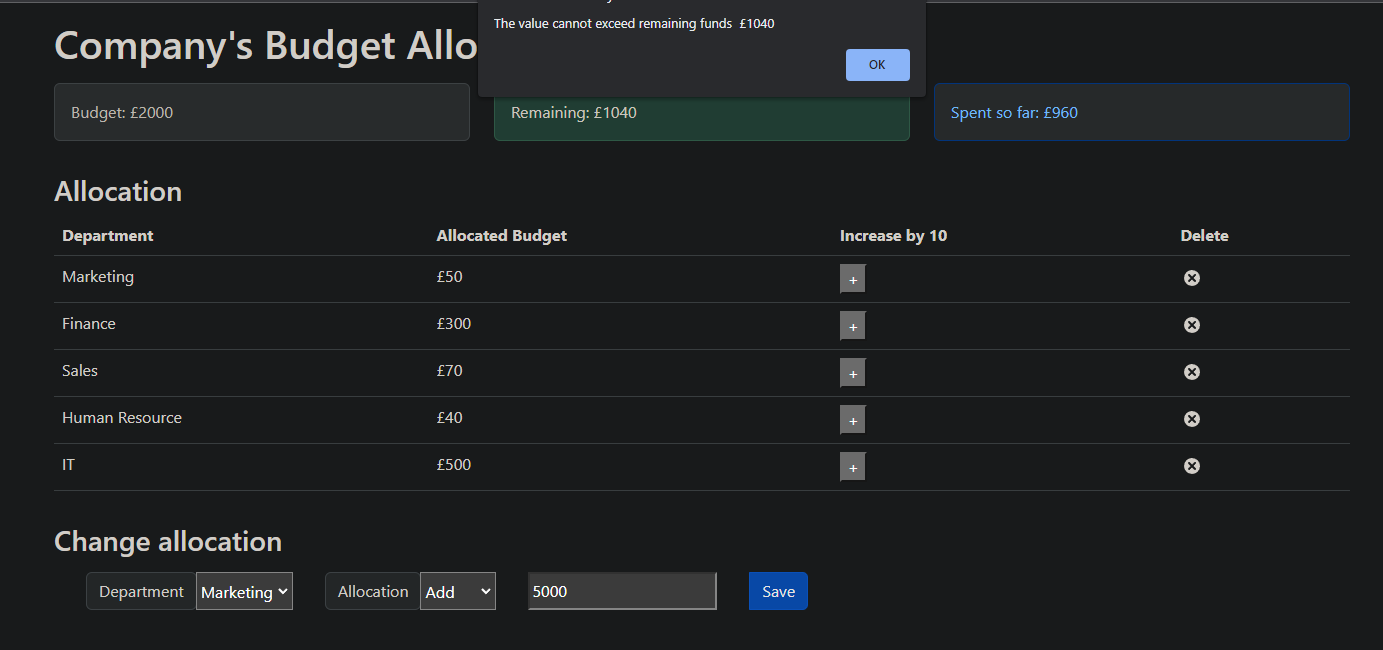 The value cannot exceed remaining funds £1040
OK
Company's Budget Allo
Budget: £2000
Remaining: £1040
Spent so far: £960
Allocation
Department Allocated Budget Increase by 10 Delete
Marketing £50 +
Finance £300 +
Sales £70 +
Human Resource £40 +
IT £500 +
Change allocation
Department Marketing Allocation Add 5000 Save